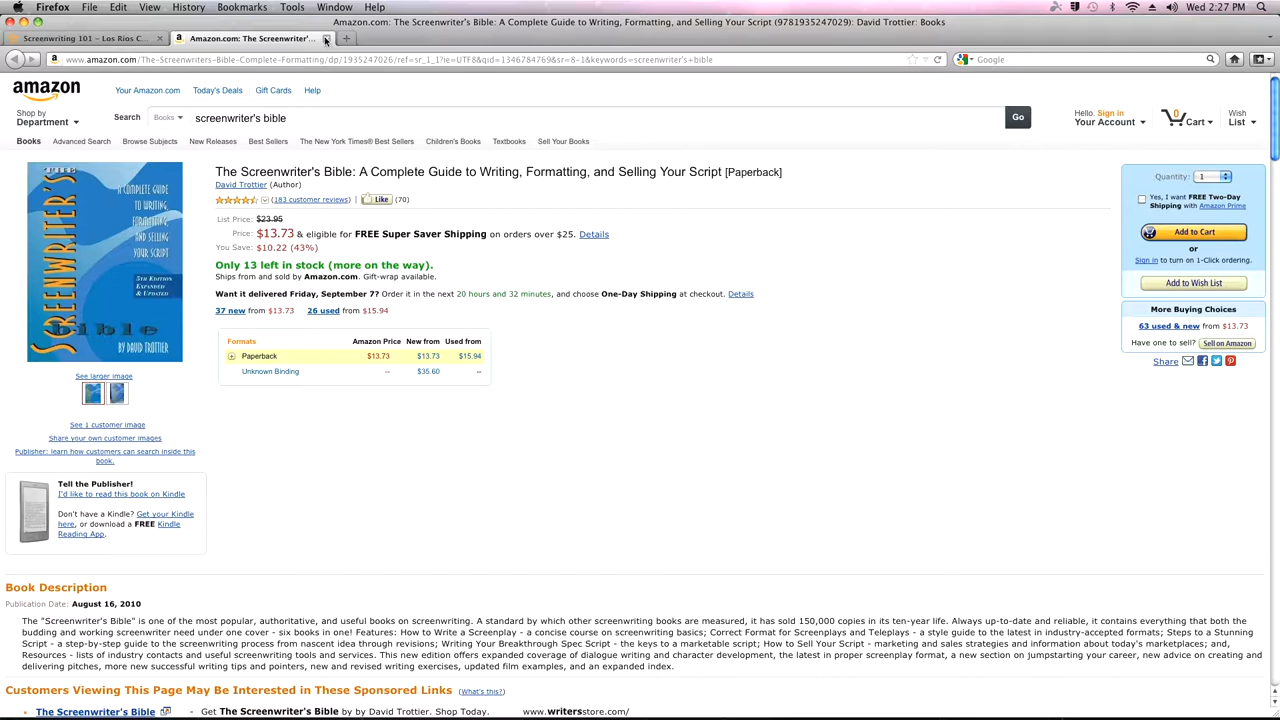 Firefox File Edit View History Bookmarks Tools Window Help Wed 2:27 PM
Amazon.com: The Screenwriter's Bible: A Complete Guide to Writing, Formatting, and Selling Your Script (9781935247029): David Trottier: Books
Screenwriting 101 – Los Rios C... Amazon.com: The Screenwriter'...
www.amazon.com/The-Screenwriters-Bible-Complete-Formatting/dp/1935247026/ref=sr_1_1?ie=UTF8&qid=1346784769&sr=8-1&keywords=screenwriter's+bible Google
amazon Your Amazon.com Today's Deals Gift Cards Help
Shop by Department Search Books screenwriter's bible Go Hello. Sign in Your Account 0 Cart Wish List
Books Advanced Search Browse Subjects New Releases Best Sellers The New York Times® Best Sellers Children's Books Textbooks Sell Your Books
SCREENWRITER'S
bible
A COMPLETE GUIDE
TO WRITING,
FORMATTING,
AND SELLING
YOUR SCRIPT
5TH EDITION
EXPANDED
& UPDATED
BY DAVID TROTTIER
See larger image
See 1 customer image
Share your own customer images
Publisher: learn how customers can search inside this
book.
Tell the Publisher!
I'd like to read this book on Kindle
Don't have a Kindle? Get your Kindle
here, or download a FREE Kindle
Reading App.
The Screenwriter's Bible: A Complete Guide to Writing, Formatting, and Selling Your Script [Paperback]
David Trottier (Author)
(183 customer reviews) | Like (70)
List Price: $23.95
Price: $13.73 & eligible for FREE Super Saver Shipping on orders over $25. Details
You Save: $10.22 (43%)
Only 13 left in stock (more on the way).
Ships from and sold by Amazon.com. Gift-wrap available.
Want it delivered Friday, September 7? Order it in the next 20 hours and 32 minutes, and choose One-Day Shipping at checkout. Details
37 new from $13.73 26 used from $15.94
Formats Amazon Price New from Used from
Paperback $13.73 $13.73 $15.94
Unknown Binding -- $35.60 --
Quantity: 1
Yes, I want FREE Two-Day
Shipping with Amazon Prime
Add to Cart
or
Sign in to turn on 1-Click ordering.
Add to Wish List
More Buying Choices
63 used & new from $13.73
Have one to sell? Sell on Amazon
Share
Book Description
Publication Date: August 16, 2010
The "Screenwriter's Bible" is one of the most popular, authoritative, and useful books on screenwriting. A standard by which other screenwriting books are measured, it has sold 150,000 copies in its ten-year life. Always up-to-date and reliable, it contains everything that both the
budding and working screenwriter need under one cover - six books in one! Features: How to Write a Screenplay - a concise course on screenwriting basics; Correct Format for Screenplays and Teleplays - a style guide to the latest in industry-accepted formats; Steps to a Stunning
Script - a step-by-step guide to the screenwriting process from nascent idea through revisions; Writing Your Breakthrough Spec Script - the keys to a marketable script; How to Sell Your Script - marketing and sales strategies and information about today's marketplaces; and,
Resources - lists of industry contacts and useful screenwriting tools and services. This new edition offers expanded coverage of dialogue writing and character development, the latest in proper screenplay format, a new section on jumpstarting your career, new advice on creating and
delivering pitches, more new successful writing tips and pointers, new and revised writing exercises, updated film examples, and an expanded index.
Customers Viewing This Page May Be Interested in These Sponsored Links (What's this?)
The Screenwriter's Bible - Get The Screenwriter's Bible by by David Trottier. Shop Today. www.writersstore.com/